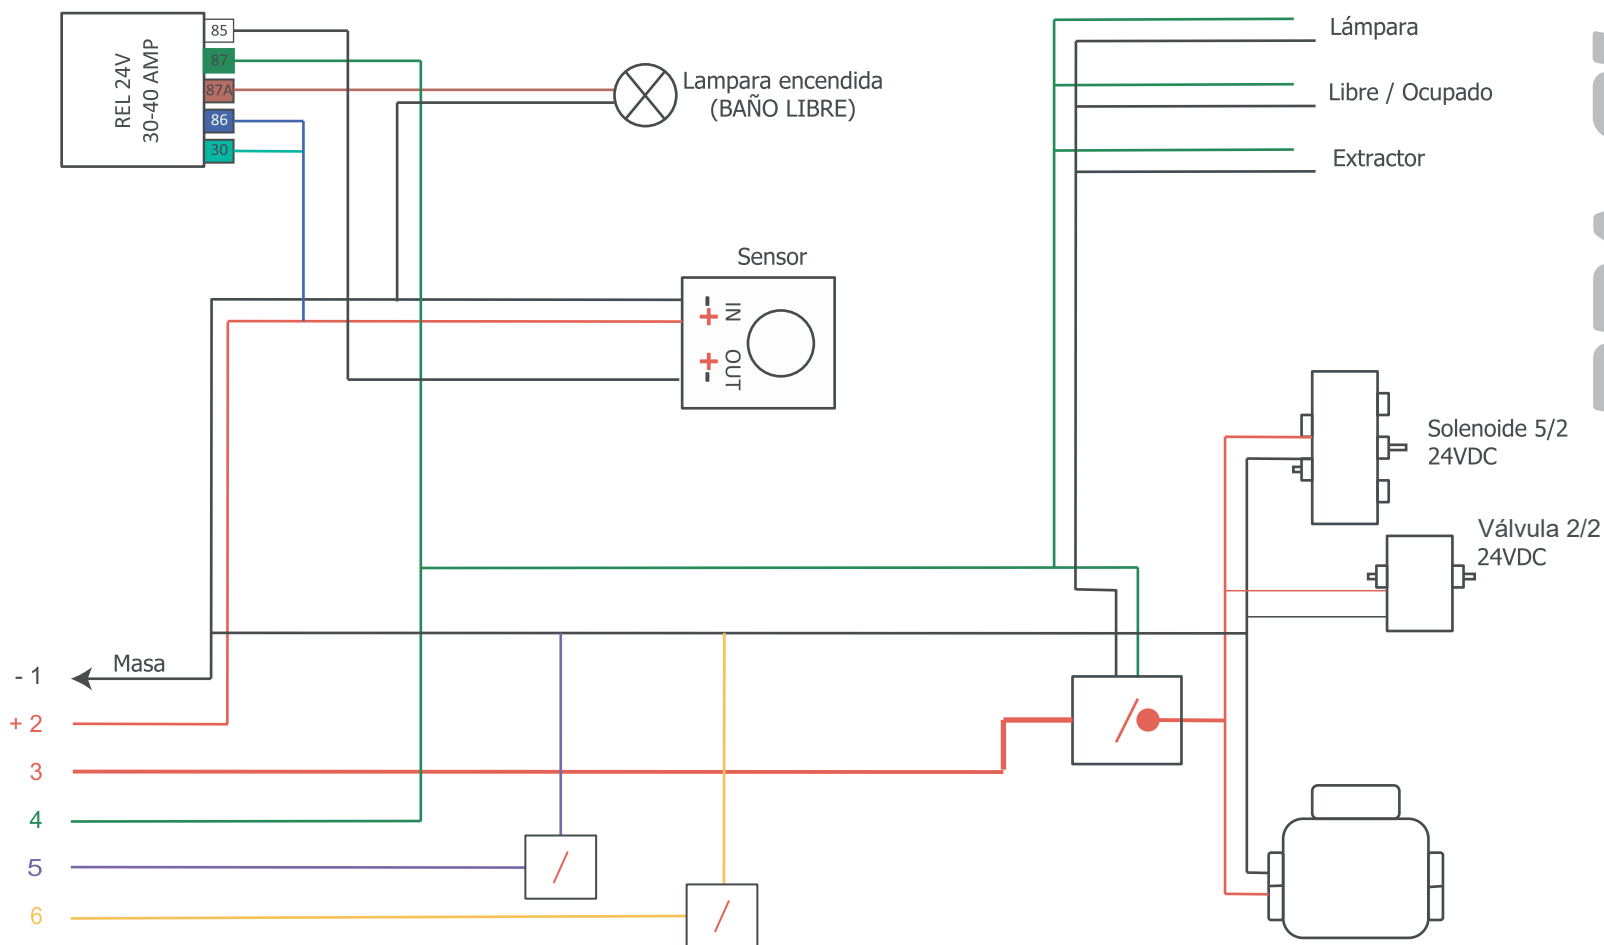 REL 24V
30-40 AMP
85
87
87A
86
30
Lampara encendida
(BAÑO LIBRE)
Lámpara
Libre / Ocupado
Extractor
Sensor
- + IN
+ - OUT
Solenoide 5/2
24VDC
Válvula 2/2
24VDC
Masa
- 1
+ 2
3
4
5
6